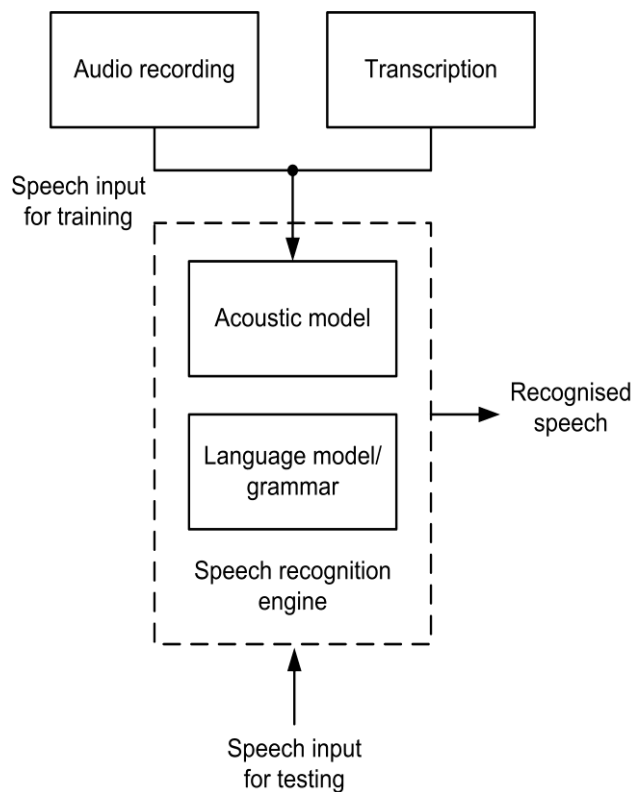 Audio recording
Transcription
Speech input
for training
Acoustic model
Recognised
speech
Language model/
grammar
Speech recognition
engine
Speech input
for testing